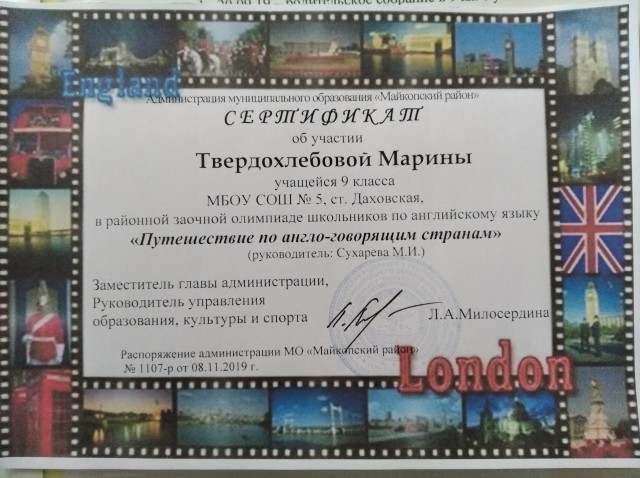 England
Администрация муниципального образования «Майкопский район»
СЕРТИФИКАТ
об участии
Твердохлебовой Марины
учащейся 9 класса
МБОУ СОШ № 5, ст. Даховская,
в районной заочной олимпиаде школьников по английскому языку
«Путешествие по англо-говорящим странам»
(руководитель: Сухарева М.И.)
Заместитель главы администрации,
Руководитель управления
образования, культуры и спорта
Л.А.Милосердина
Распоряжение администрации МО «Майкопский район»
№ 1107-р от 08.11.2019 г.
London